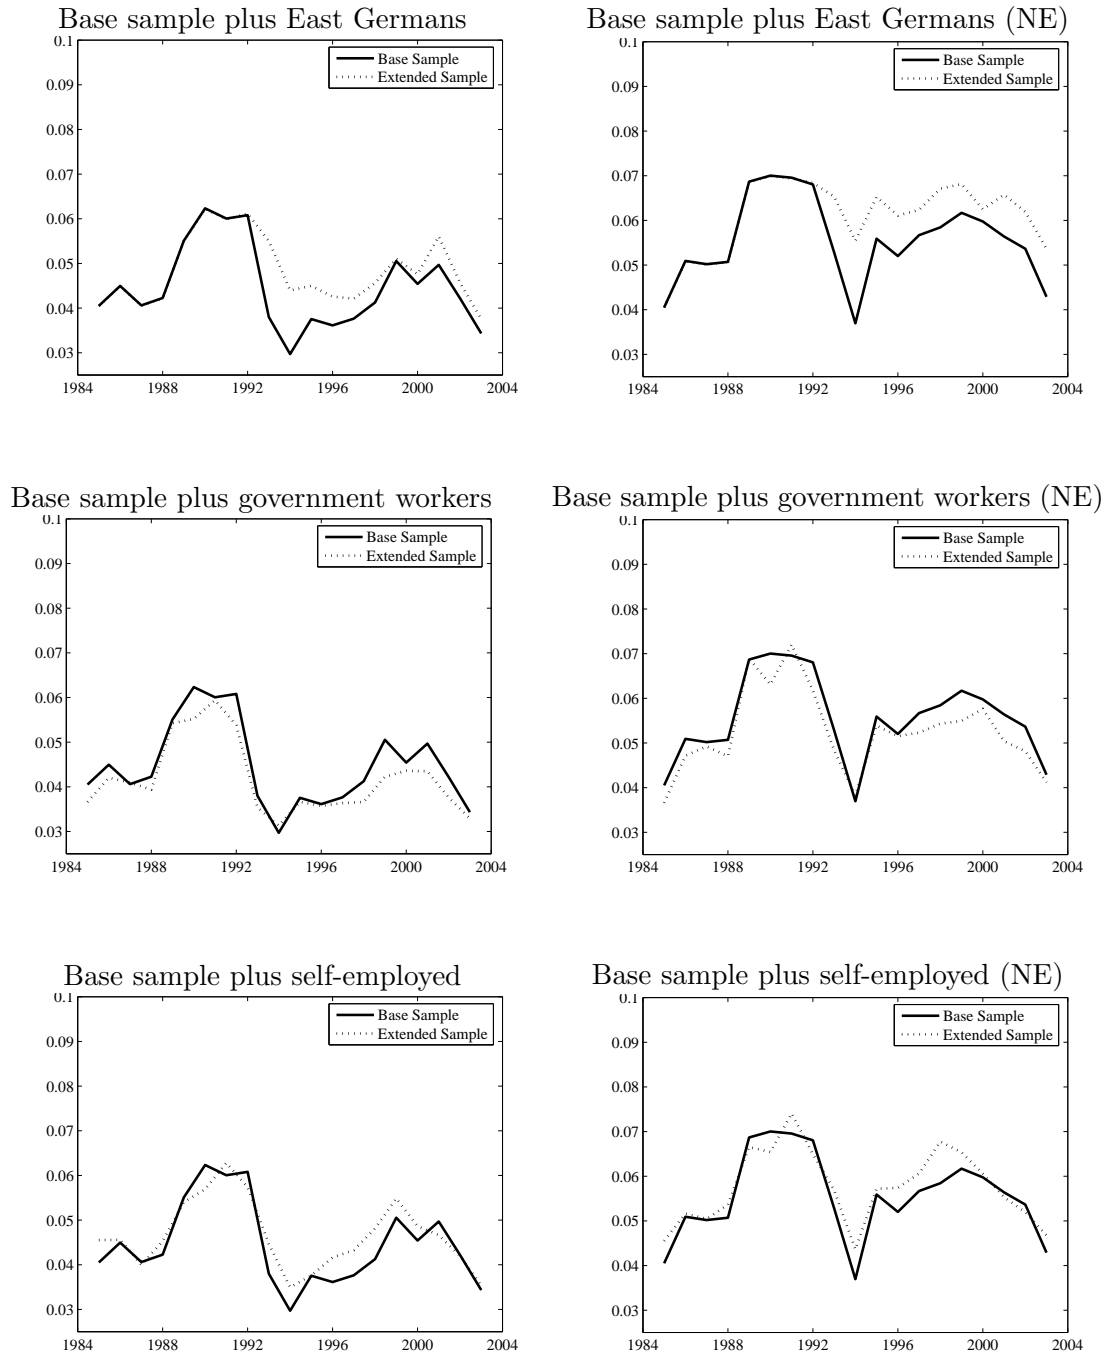 Base sample plus East Germans
0.1
0.09
0.08
0.07
0.06
0.05
0.04
0.03
1984 1988 1992 1996 2000 2004
Base Sample
Extended Sample
Base sample plus East Germans (NE)
0.1
0.09
0.08
0.07
0.06
0.05
0.04
0.03
1984 1988 1992 1996 2000 2004
Base Sample
Extended Sample
Base sample plus government workers
0.1
0.09
0.08
0.07
0.06
0.05
0.04
0.03
1984 1988 1992 1996 2000 2004
Base Sample
Extended Sample
Base sample plus government workers (NE)
0.1
0.09
0.08
0.07
0.06
0.05
0.04
0.03
1984 1988 1992 1996 2000 2004
Base Sample
Extended Sample
Base sample plus self-employed
0.1
0.09
0.08
0.07
0.06
0.05
0.04
0.03
1984 1988 1992 1996 2000 2004
Base Sample
Extended Sample
Base sample plus self-employed (NE)
0.1
0.09
0.08
0.07
0.06
0.05
0.04
0.03
1984 1988 1992 1996 2000 2004
Base Sample
Extended Sample